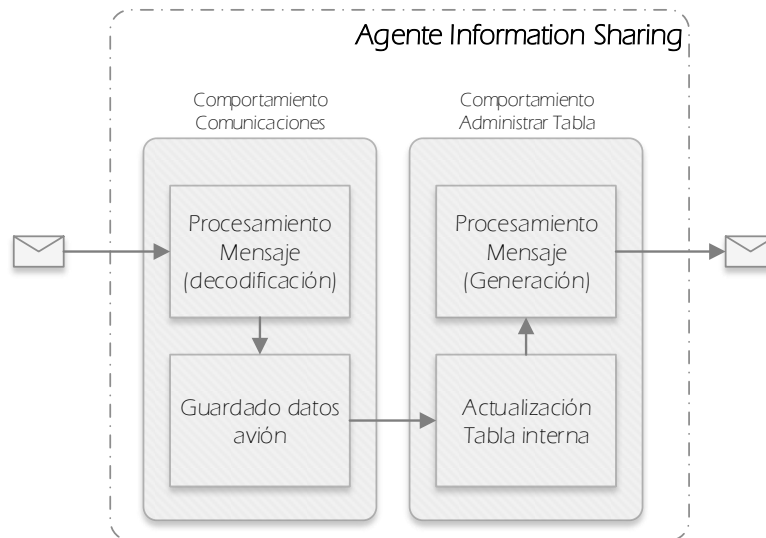 Agente Information Sharing
Comportamiento
Comunicaciones
Comportamiento
Administrar Tabla
Procesamiento
Mensaje
(decodificación)
Procesamiento
Mensaje
(Generación)
Guardado datos
avión
Actualización
Tabla interna